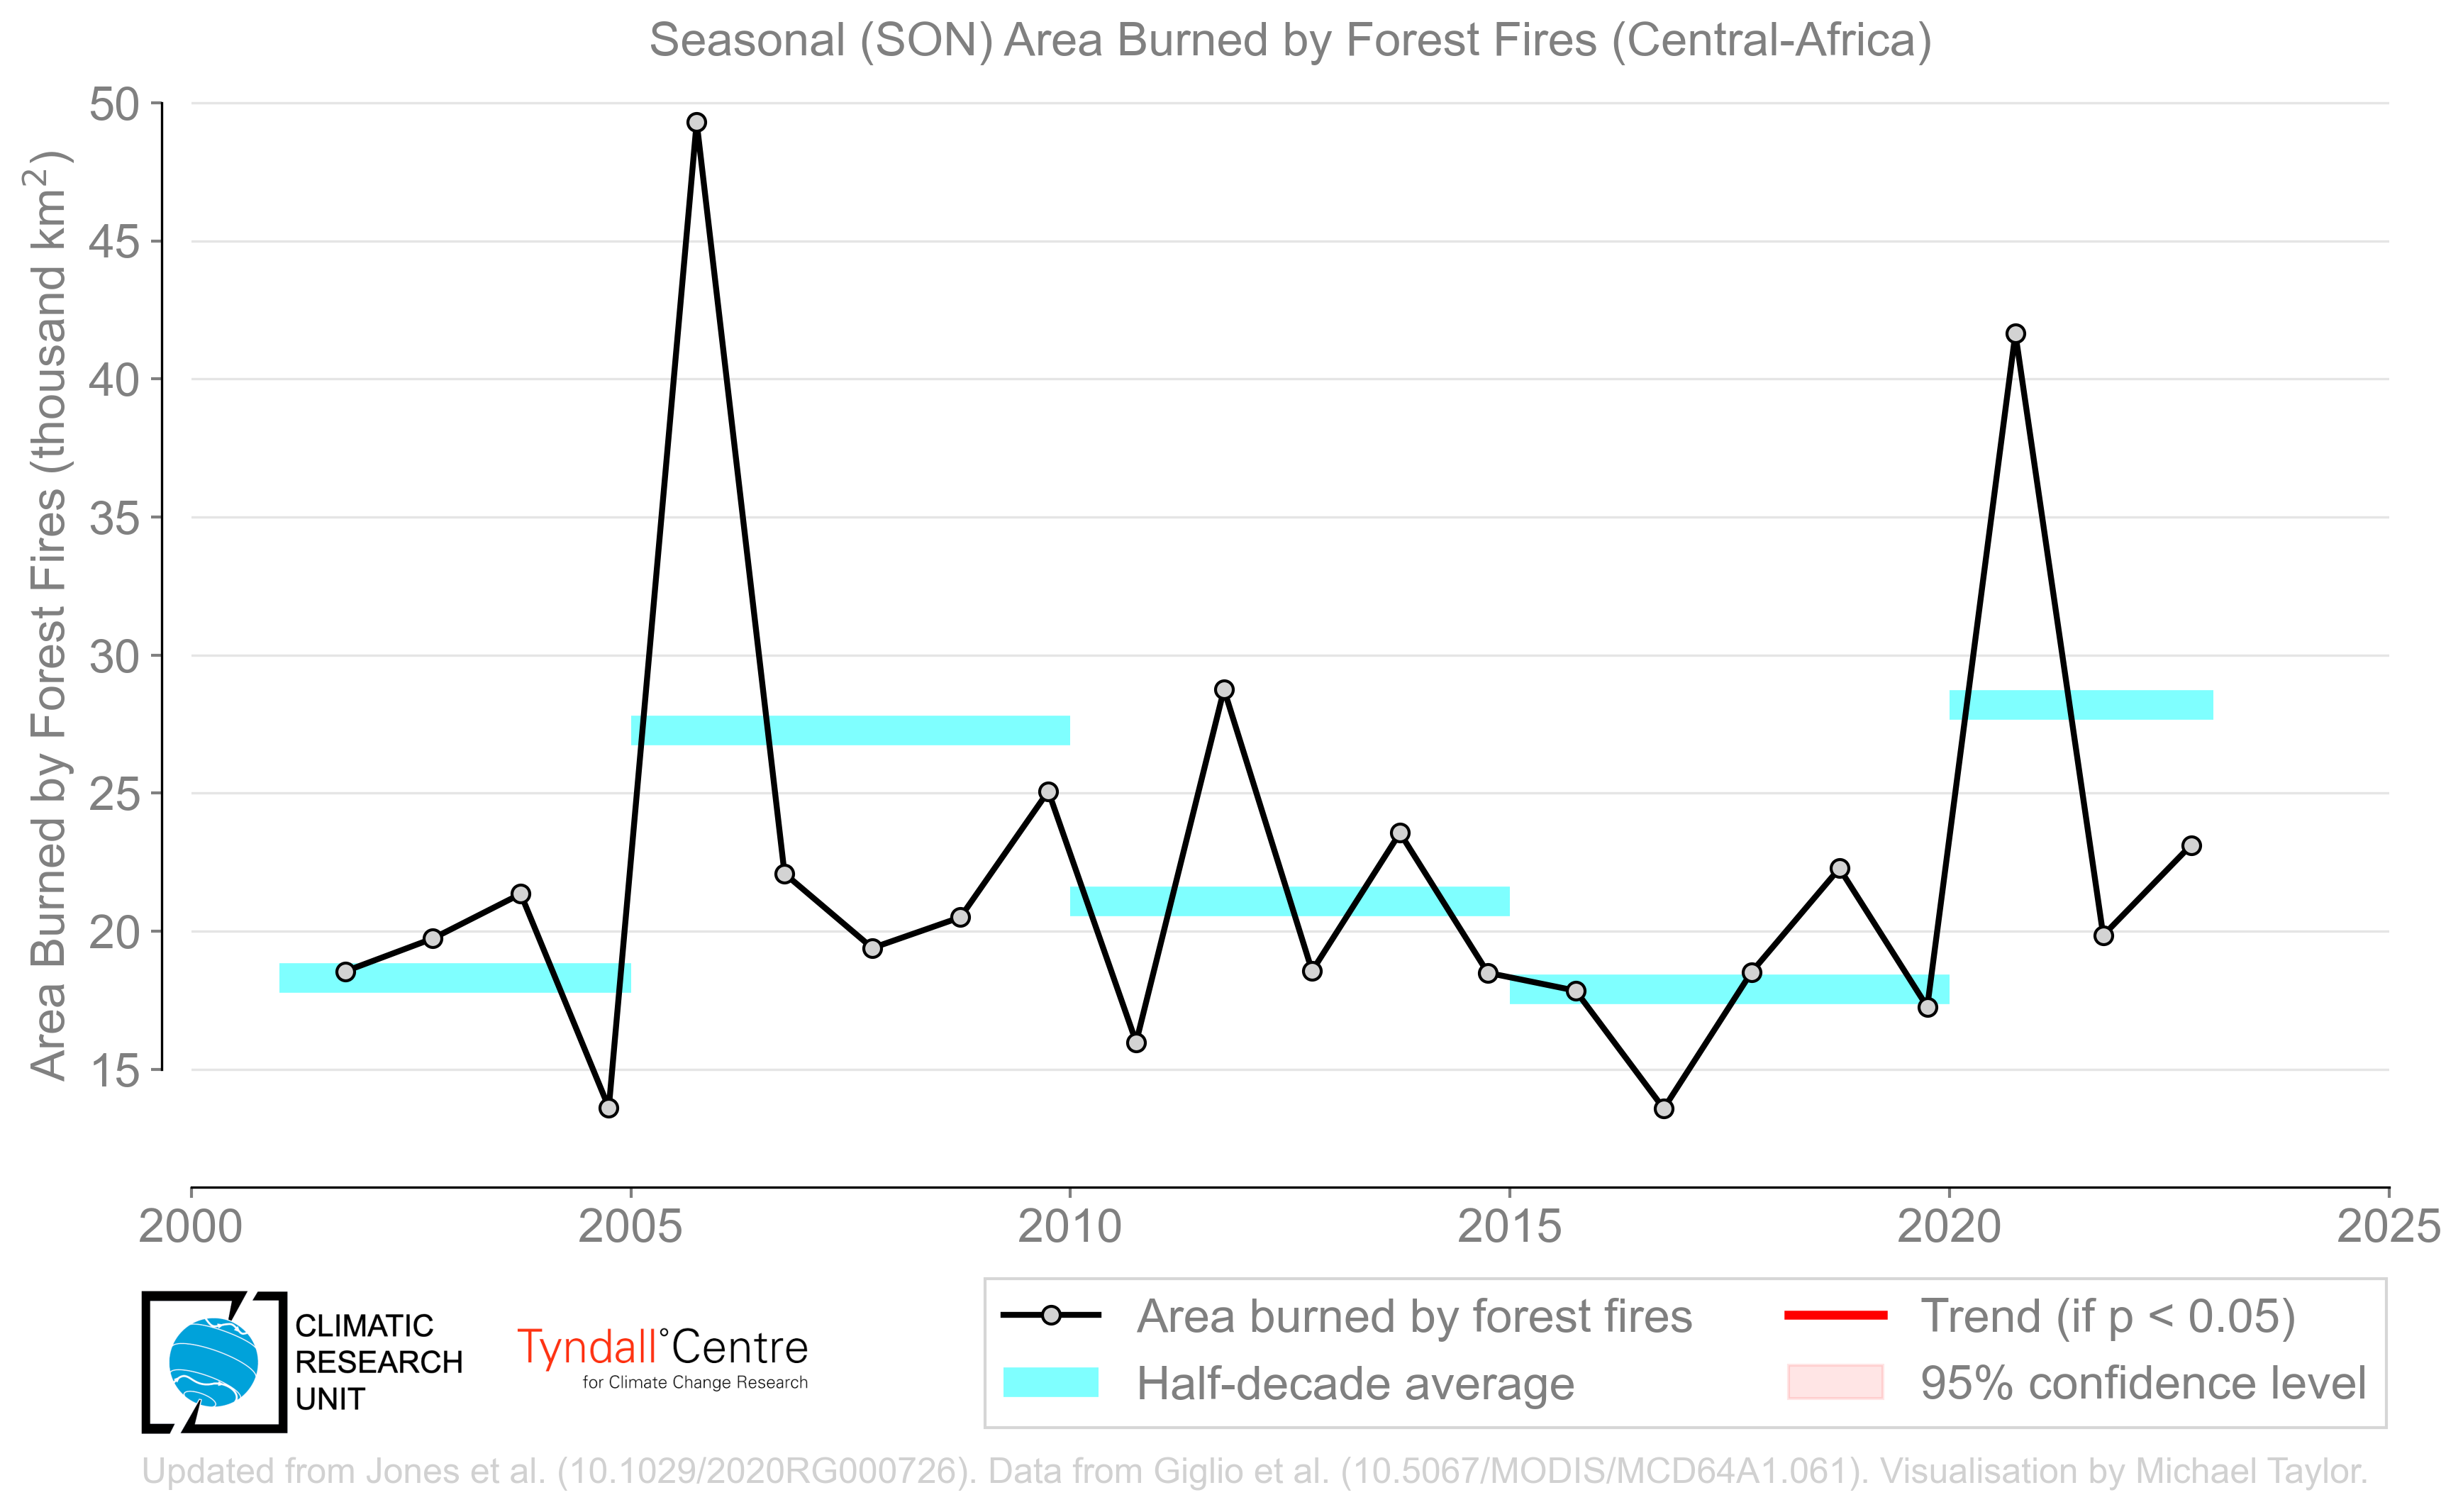 Seasonal (SON) Area Burned by Forest Fires (Central-Africa)
Area Burned by Forest Fires (thousand km²)
50
45
40
35
30
25
20
15
2000
2005
2010
2015
2020
2025
CLIMATIC
RESEARCH
UNIT
Tyndall°Centre
for Climate Change Research
Area burned by forest fires
Half-decade average
Trend (if p < 0.05)
95% confidence level
Updated from Jones et al. (10.1029/2020RG000726). Data from Giglio et al. (10.5067/MODIS/MCD64A1.061). Visualisation by Michael Taylor.